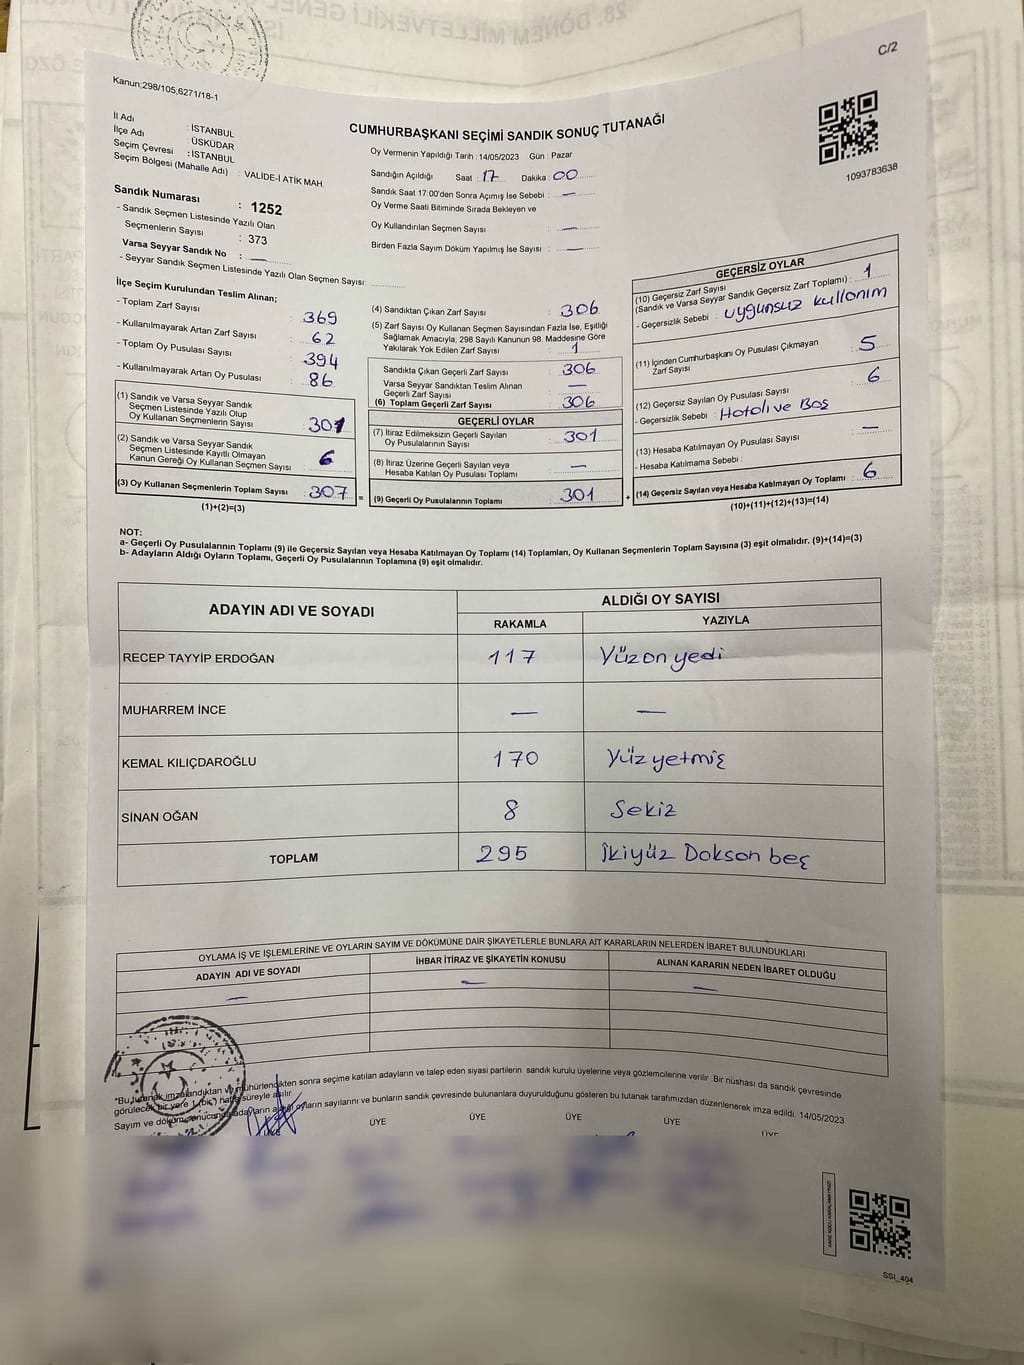 C/2
Kanun;298/105;6271/18-1
CUMHURBAŞKANI SEÇİMİ SANDIK SONUÇ TUTANAĞI
İl Adı : İSTANBUL
İlçe Adı : ÜSKÜDAR
Seçim Çevresi : İSTANBUL
Seçim Bölgesi (Mahalle Adı) : VALİDE-İ ATİK MAH.
Sandık Numarası : 1252
- Sandık Seçmen Listesinde Yazılı Olan
Seçmenlerin Sayısı : 373
Varsa Seyyar Sandık No : —
- Seyyar Sandık Seçmen Listesinde Yazılı Olan Seçmen Sayısı:
Oy Vermenin Yapıldığı Tarih : 14/05/2023 Gün : Pazar
Sandığın Açıldığı Saat : 17 Dakika : 00
Sandık Saat 17:00'den Sonra Açımış İse Sebebi : —
Oy Verme Saati Bitiminde Sırada Bekleyen ve
Oy Kullandırılan Seçmen Sayısı : —
Birden Fazla Sayım Döküm Yapılmış İse Sayısı : —
1093783638
İlçe Seçim Kurulundan Teslim Alınan;
- Toplam Zarf Sayısı : 369
- Kullanılmayarak Artan Zarf Sayısı : 62
- Toplam Oy Pusulası Sayısı : 394
- Kullanılmayarak Artan Oy Pusulası : 86
(1) Sandık ve Varsa Seyyar Sandık
Seçmen Listesinde Yazılı Olup
Oy Kullanan Seçmenlerin Sayısı : 301
(2) Sandık ve Varsa Seyyar Sandık
Seçmen Listesinde Kayıtlı Olmayan
Kanun Gereği Oy Kullanan Seçmen Sayısı : 6
(3) Oy Kullanan Seçmenlerin Toplam Sayısı : 307
(1)+(2)=(3)
=
(4) Sandıktan Çıkan Zarf Sayısı : 306
(5) Zarf Sayısı Oy Kullanan Seçmen Sayısından Fazla İse, Eşitliği
Sağlamak Amacıyla; 298 Sayılı Kanunun 98. Maddesine Göre
Yakılarak Yok Edilen Zarf Sayısı : 1
Sandıkta Çıkan Geçerli Zarf Sayısı : 306
Varsa Seyyar Sandıktan Teslim Alınan
Geçerli Zarf Sayısı : —
(6) Toplam Geçerli Zarf Sayısı : 306
GEÇERLİ OYLAR
(7) İtiraz Edilmeksizin Geçerli Sayılan
Oy Pusulalarının Sayısı : 301
(8) İtiraz Üzerine Geçerli Sayılan veya
Hesaba Katılan Oy Pusulası Toplamı : —
(9) Geçerli Oy Pusulalarının Toplamı : 301
+
GEÇERSİZ OYLAR
(10) Geçersiz Zarf Sayısı
(Sandık ve Varsa Seyyar Sandık Geçersiz Zarf Toplamı) : 1
- Geçersizlik Sebebi : uygunsuz kullanım
(11) İçinden Cumhurbaşkanı Oy Pusulası Çıkmayan
Zarf Sayısı : 5
(12) Geçersiz Sayılan Oy Pusulası Sayısı : 6
- Geçersizlik Sebebi : Hatalı ve Boş
(13) Hesaba Katılmayan Oy Pusulası Sayısı : —
- Hesaba Katılmama Sebebi :
(14) Geçersiz Sayılan veya Hesaba Katılmayan Oy Toplamı : 6
(10)+(11)+(12)+(13)=(14)
NOT:
a- Geçerli Oy Pusulalarının Toplamı (9) ile Geçersiz Sayılan veya Hesaba Katılmayan Oy Toplamı (14) Toplamları, Oy Kullanan Seçmenlerin Toplam Sayısına (3) eşit olmalıdır. (9)+(14)=(3)
b- Adayların Aldığı Oyların Toplamı, Geçerli Oy Pusulalarının Toplamına (9) eşit olmalıdır.
ADAYIN ADI VE SOYADI ALDIĞI OY SAYISI
RAKAMLA YAZIYLA
RECEP TAYYİP ERDOĞAN 117 Yüzonyedi
MUHARREM İNCE — —
KEMAL KILIÇDAROĞLU 170 Yüzyetmiş
SİNAN OĞAN 8 Sekiz
TOPLAM 295 İkiyüz Doksan beş
OYLAMA İŞ VE İŞLEMLERİNE VE OYLARIN SAYIM VE DÖKÜMÜNE DAİR ŞİKAYETLERLE BUNLARA AİT KARARLARIN NELERDEN İBARET BULUNDUKLARI
ADAYIN ADI VE SOYADI İHBAR İTİRAZ VE ŞİKAYETİN KONUSU ALINAN KARARIN NEDEN İBARET OLDUĞU
— — —
*Bu tutanak imzalandıktan ve mühürlendikten sonra seçime katılan adayların ve talep eden siyasi partilerin sandık kurulu üyelerine veya gözlemcilerine verilir. Bir nüshası da sandık çevresinde
görülecek bir yere 1 (bir) hafta süreyle asılır.
Sayım ve döküm sonucunda adayların aldığı oyların sayılarını ve bunların sandık çevresinde bulunanlara duyurulduğunu gösteren bu tutanak tarafımızdan düzenlenerek imza edildi. 14/05/2023
ÜYE ÜYE ÜYE ÜYE ÜYE ÜYE
SSİ_404